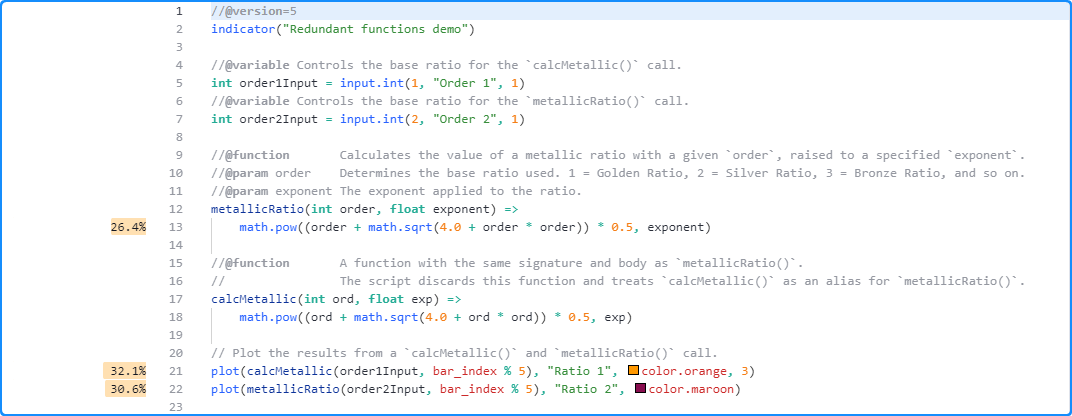 1 //@version=5
2 indicator("Redundant functions demo")
3
4 //@variable Controls the base ratio for the `calcMetallic()` call.
5 int order1Input = input.int(1, "Order 1", 1)
6 //@variable Controls the base ratio for the `metallicRatio()` call.
7 int order2Input = input.int(2, "Order 2", 1)
8
9 //@function       Calculates the value of a metallic ratio with a given `order`, raised to a specified `exponent`.
10 //@param order    Determines the base ratio used. 1 = Golden Ratio, 2 = Silver Ratio, 3 = Bronze Ratio, and so on.
11 //@param exponent The exponent applied to the ratio.
12 metallicRatio(int order, float exponent) =>
26.4% 13     math.pow((order + math.sqrt(4.0 + order * order)) * 0.5, exponent)
14
15 //@function       A function with the same signature and body as `metallicRatio()`.
16 //                The script discards this function and treats `calcMetallic()` as an alias for `metallicRatio()`.
17 calcMetallic(int ord, float exp) =>
18     math.pow((ord + math.sqrt(4.0 + ord * ord)) * 0.5, exp)
19
20 // Plot the results from a `calcMetallic()` and `metallicRatio()` call.
32.1% 21 plot(calcMetallic(order1Input, bar_index % 5), "Ratio 1", color.orange, 3)
30.6% 22 plot(metallicRatio(order2Input, bar_index % 5), "Ratio 2", color.maroon)
23